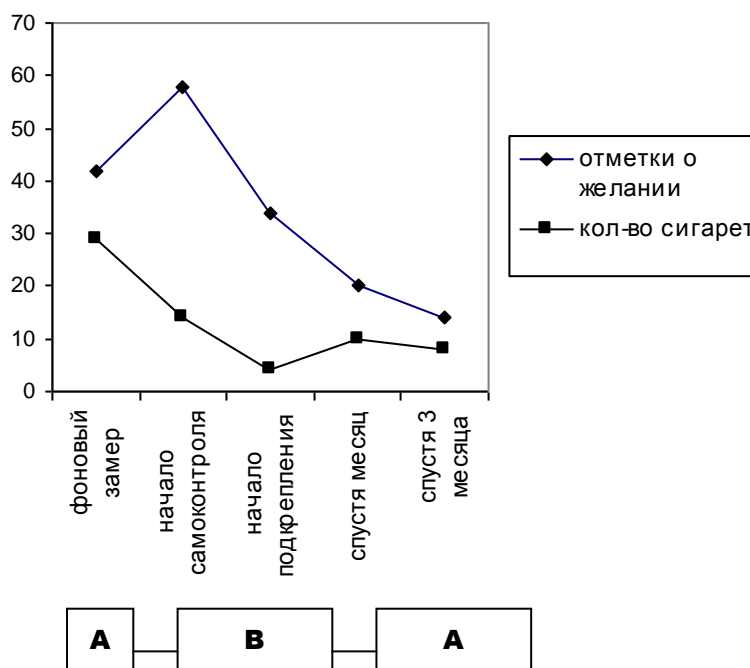 70
60
50
40
30
20
10
0
фоновый
замер
начало
самоконтроля
начало
подкрепления
спустя месяц
спустя 3
месяца
отметки о
желании
кол-во сигарет
A
B
A